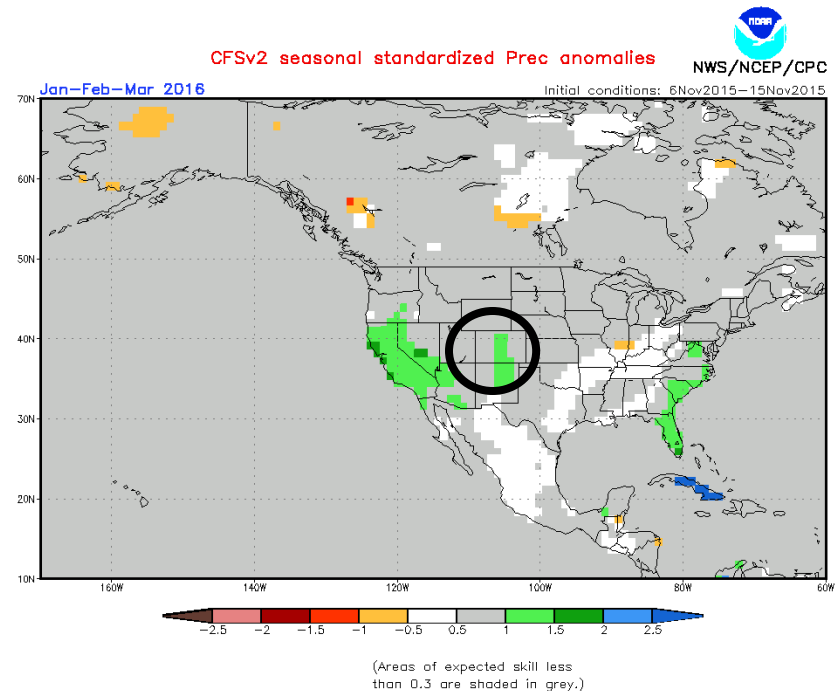 NOAA
CFSv2 seasonal standardized Prec anomalies
NWS/NCEP/CPC
Jan-Feb-Mar 2016
Initial conditions: 6Nov2015-15Nov2015
70N
60N
50N
40N
30N
20N
10N
160W
140W
120W
100W
80W
60W
-2.5
-2
-1.5
-1
-0.5
0.5
1
1.5
2
2.5
(Areas of expected skill less
than 0.3 are shaded in grey.)